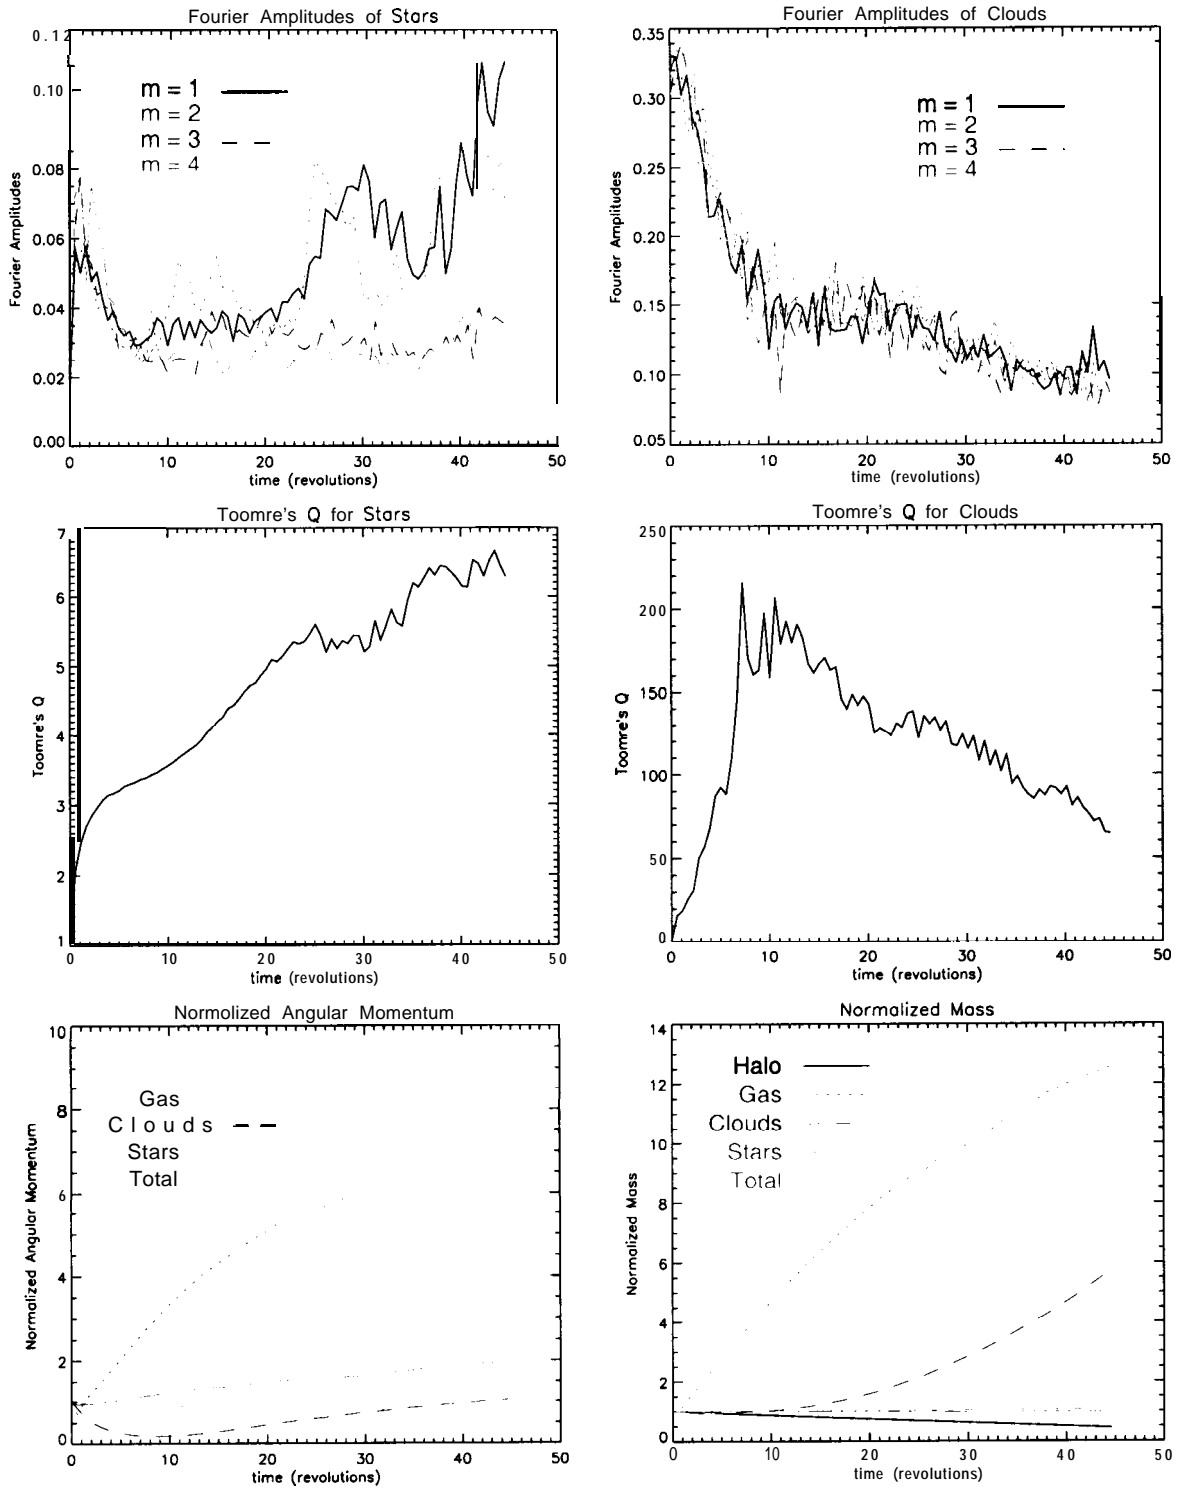 Fourier Amplitudes of Stars
0.12
0.10
0.08
0.06
0.04
0.02
0.00
Fourier Amplitudes
m = 1
m = 2
m = 3
m = 4
0 10 20 30 40 50
time (revolutions)
Fourier Amplitudes of Clouds
0.35
0.30
0.25
0.20
0.15
0.10
0.05
Fourier Amplitudes
m = 1
m = 2
m = 3
m = 4
0 10 20 30 40 50
time (revolutions)
Toomre's Q for Stars
7
6
5
4
3
2
1
Toomre's Q
0 10 20 30 40 50
time (revolutions)
Toomre's Q for Clouds
250
200
150
100
50
0
Toomre's Q
0 10 20 30 40 50
time (revolutions)
Normolized Angular Momentum
10
8
6
4
2
0
Normalized Angular Momentum
Gas
Clouds
Stars
Total
0 10 20 30 40 50
time (revolutions)
Normalized Mass
14
12
10
8
6
4
2
0
Normalized Mass
Halo
Gas
Clouds
Stars
Total
0 10 20 30 40 50
time (revolutions)